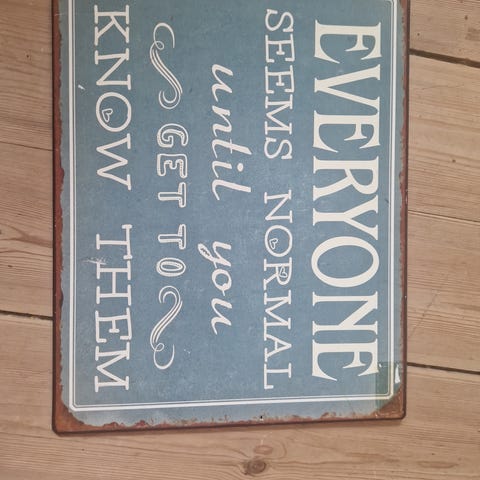 EVERYONE
SEEMS NORMAL
until you
GET TO
KNOW THEM